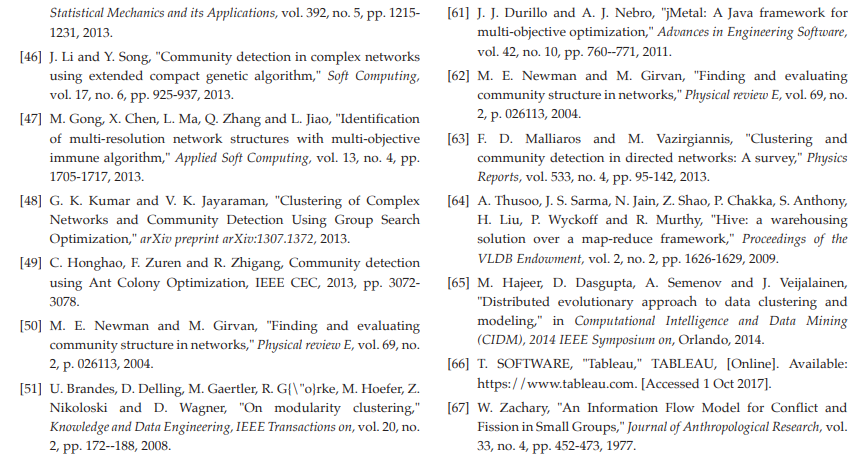 Statistical Mechanics and its Applications, vol. 392, no. 5, pp. 1215-
1231, 2013.
[46] J. Li and Y. Song, "Community detection in complex networks
using extended compact genetic algorithm," Soft Computing,
vol. 17, no. 6, pp. 925-937, 2013.
[47] M. Gong, X. Chen, L. Ma, Q. Zhang and L. Jiao, "Identification
of multi-resolution network structures with multi-objective
immune algorithm," Applied Soft Computing, vol. 13, no. 4, pp.
1705-1717, 2013.
[48] G. K. Kumar and V. K. Jayaraman, "Clustering of Complex
Networks and Community Detection Using Group Search
Optimization," arXiv preprint arXiv:1307.1372, 2013.
[49] C. Honghao, F. Zuren and R. Zhigang, Community detection
using Ant Colony Optimization, IEEE CEC, 2013, pp. 3072-
3078.
[50] M. E. Newman and M. Girvan, "Finding and evaluating
community structure in networks," Physical review E, vol. 69, no.
2, p. 026113, 2004.
[51] U. Brandes, D. Delling, M. Gaertler, R. G{\"o}rke, M. Hoefer, Z.
Nikoloski and D. Wagner, "On modularity clustering,"
Knowledge and Data Engineering, IEEE Transactions on, vol. 20, no.
2, pp. 172--188, 2008.
[61] J. J. Durillo and A. J. Nebro, "jMetal: A Java framework for
multi-objective optimization," Advances in Engineering Software,
vol. 42, no. 10, pp. 760--771, 2011.
[62] M. E. Newman and M. Girvan, "Finding and evaluating
community structure in networks," Physical review E, vol. 69, no.
2, p. 026113, 2004.
[63] F. D. Malliaros and M. Vazirgiannis, "Clustering and
community detection in directed networks: A survey," Physics
Reports, vol. 533, no. 4, pp. 95-142, 2013.
[64] A. Thusoo, J. S. Sarma, N. Jain, Z. Shao, P. Chakka, S. Anthony,
H. Liu, P. Wyckoff and R. Murthy, "Hive: a warehousing
solution over a map-reduce framework," Proceedings of the
VLDB Endowment, vol. 2, no. 2, pp. 1626-1629, 2009.
[65] M. Hajeer, D. Dasgupta, A. Semenov and J. Veijalainen,
"Distributed evolutionary approach to data clustering and
modeling," in Computational Intelligence and Data Mining
(CIDM), 2014 IEEE Symposium on, Orlando, 2014.
[66] T. SOFTWARE, "Tableau," TABLEAU, [Online]. Available:
https://www.tableau.com. [Accessed 1 Oct 2017].
[67] W. Zachary, "An Information Flow Model for Conflict and
Fission in Small Groups," Journal of Anthropological Research, vol.
33, no. 4, pp. 452-473, 1977.